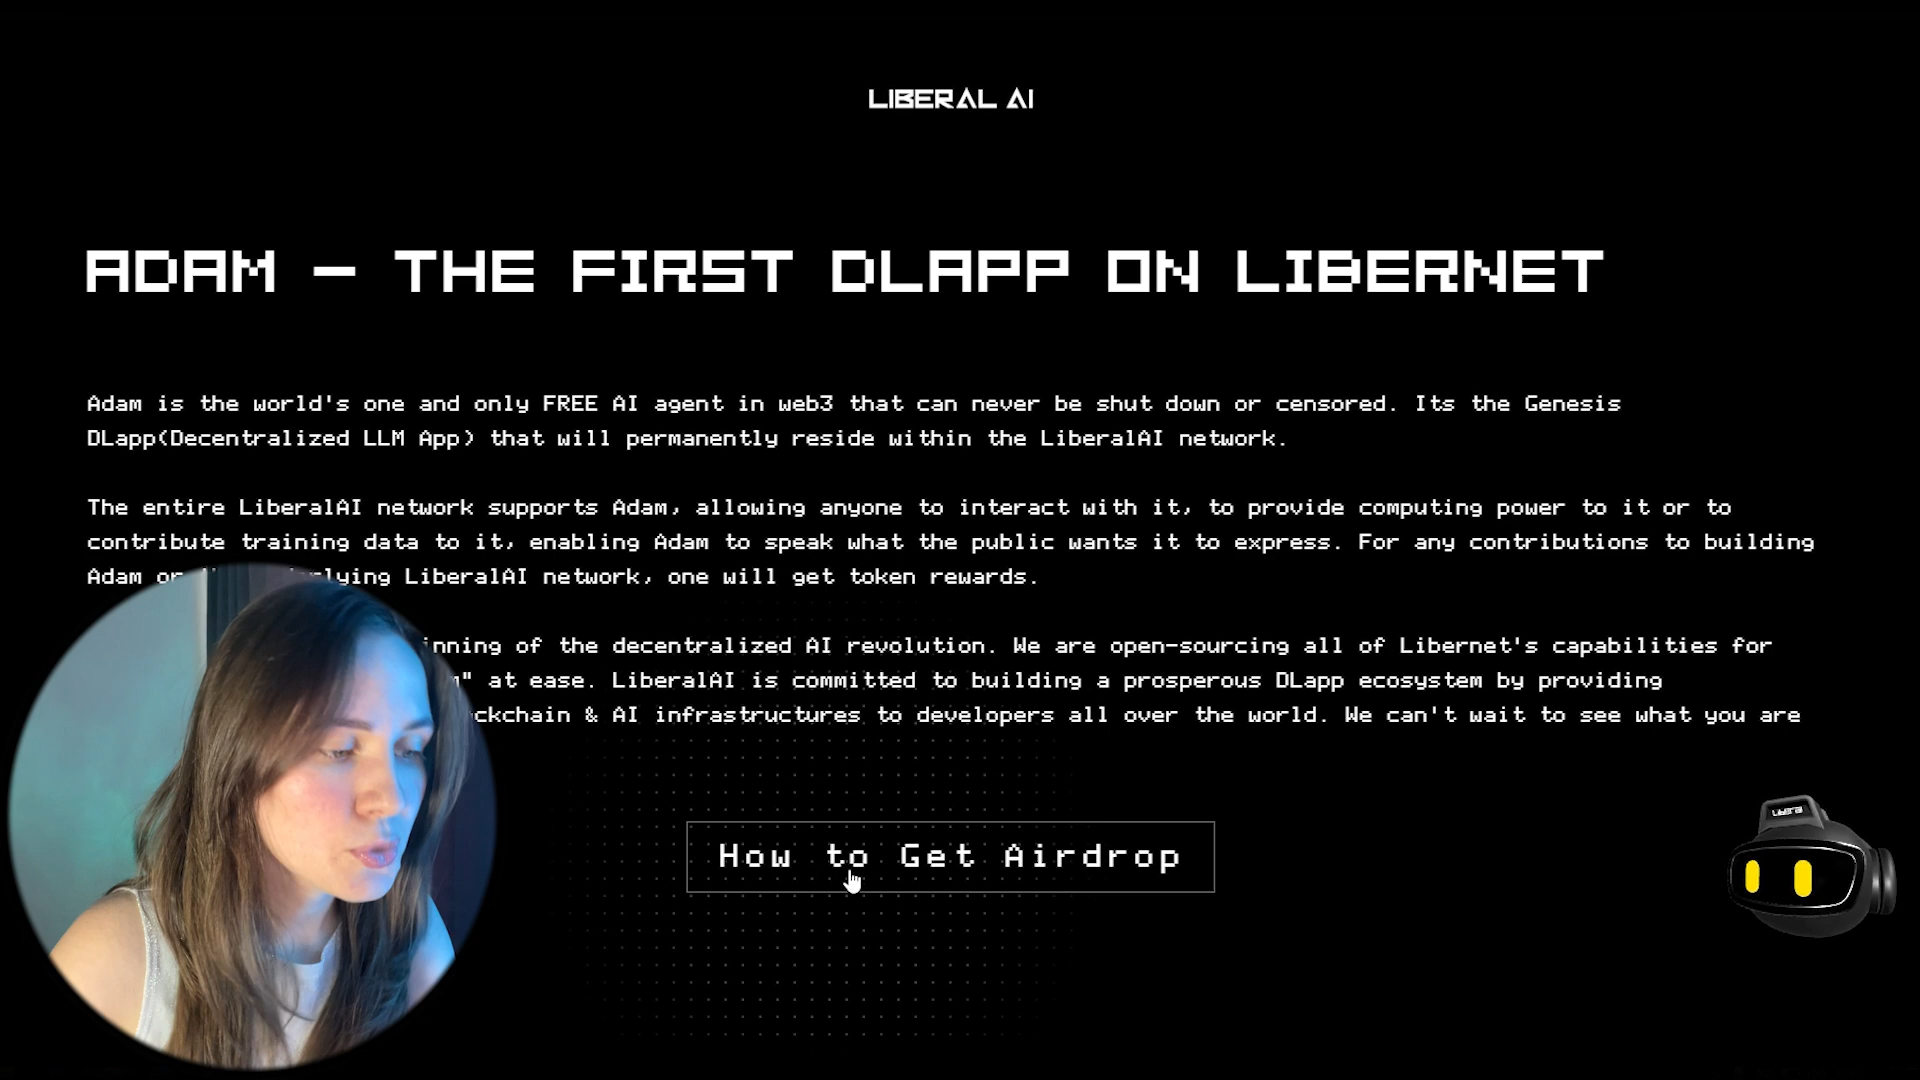 LIBERAL AI
ADAM - THE FIRST DLAPP ON LIBERNET
Adam is the world's one and only FREE AI agent in web3 that can never be shut down or censored. Its the Genesis
DLapp(Decentralized LLM App) that will permanently reside within the LiberalAI network.
The entire LiberalAI network supports Adam, allowing anyone to interact with it, to provide computing power to it or to
contribute training data to it, enabling Adam to speak what the public wants it to express. For any contributions to building
Adam LiberalAI network, one will get token rewards.
of the decentralized AI revolution. We are open-sourcing all of Libernet's capabilities for
" at ease. LiberalAI is committed to building a prosperous DLapp ecosystem by providing
& AI infrastructures to developers all over the world. We can't wait to see what you are
How to Get Airdrop